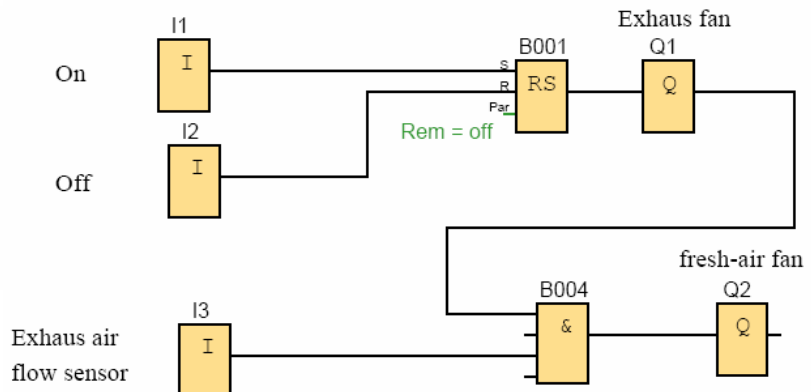 Exhaus fan
I1
B001
Q1
On
I
S
R
RS
Q
Par
Rem = off
I2
I
Off
fresh-air fan
I3
B004
Q2
Exhaus air
flow sensor
I
&
Q